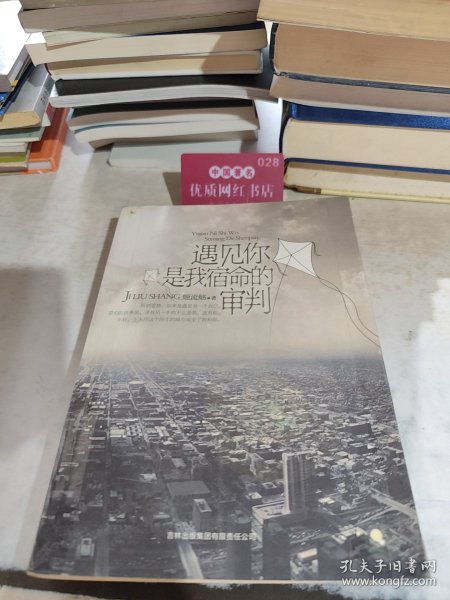 028
中国著名
优质网红书店
Yujian Ni Shi Wo
Suming De Shenpan
遇见你
是我宿命的
审判
JI LIU SHANG 姬流觞·著
吉林出版集团有限责任公司
孔夫子旧书网
www.kongfz.com